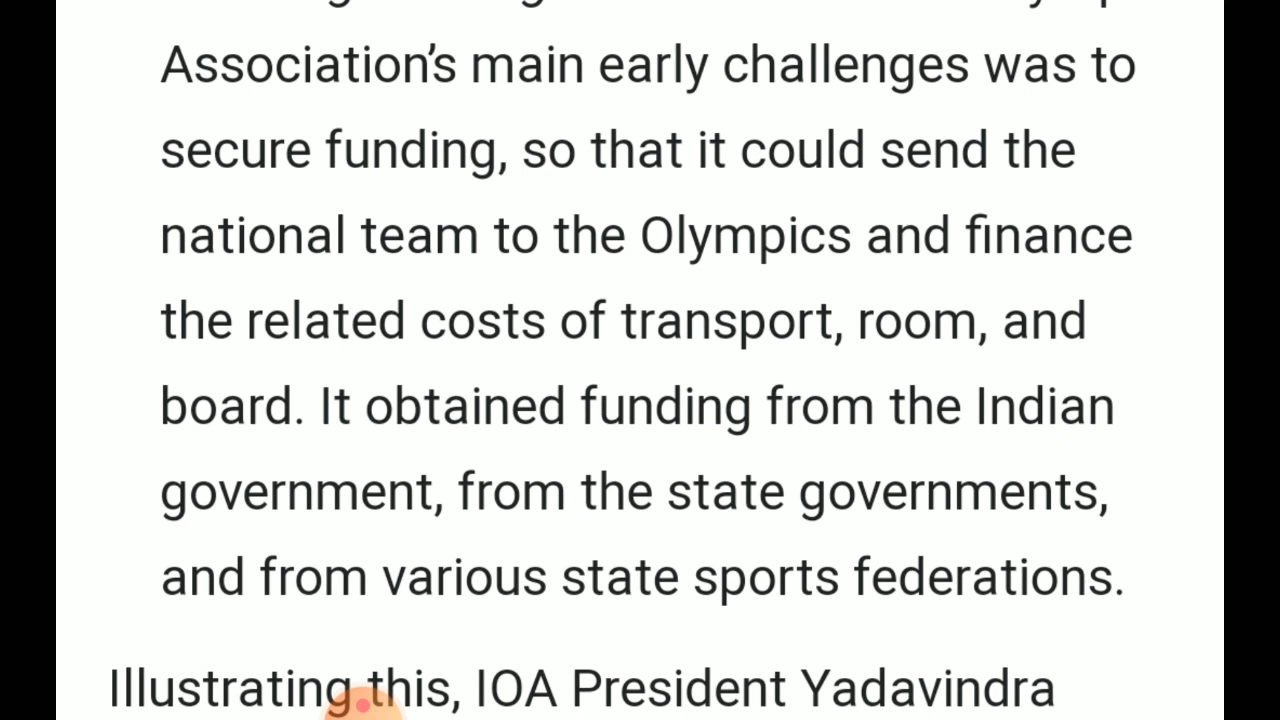 Association's main early challenges was to
secure funding, so that it could send the
national team to the Olympics and finance
the related costs of transport, room, and
board. It obtained funding from the Indian
government, from the state governments,
and from various state sports federations.
Illustrating this, IOA President Yadavindra